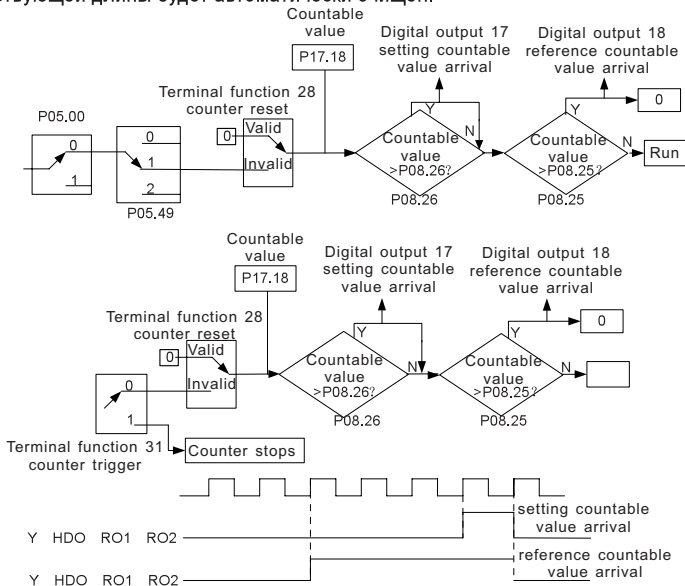 ствующей длины будет автоматически очищен.
Countable
value
Digital output 17
setting countable
value arrival
Digital output 18
reference countable
value arrival
P17.18
Terminal function 28
counter reset
P05.00
0
1
0
1
2
P05.49
0
Valid
Invalid
Y
N
Countable
value
>P08.26?
P08.26
Y
0
Countable
value
>P08.25?
P08.25
N
Run
Countable
value
Digital output 17
setting countable
value arrival
Digital output 18
reference countable
value arrival
P17.18
Terminal function 28
counter reset
0
Valid
Invalid
0
1
Terminal function 31
counter trigger
Counter stops
Y
N
Countable
value
>P08.26?
P08.26
Y
0
Countable
value
>P08.25?
P08.25
N
setting countable
value arrival
Y HDO RO1 RO2
reference countable
value arrival
Y HDO RO1 RO2